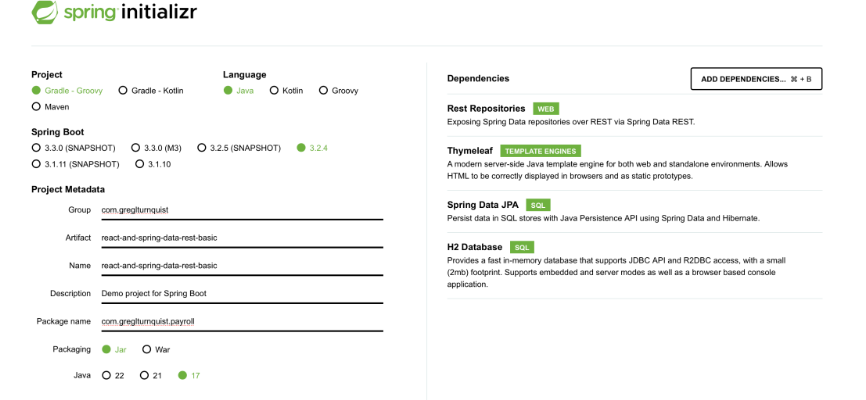 spring initializr
Project
Gradle - Groovy Gradle - Kotlin
Maven
Language
Java Kotlin Groovy
Spring Boot
3.3.0 (SNAPSHOT) 3.3.0 (M3) 3.2.5 (SNAPSHOT) 3.2.4
3.1.11 (SNAPSHOT) 3.1.10
Project Metadata
Group com.gregltumquist
Artifact react-and-spring-data-rest-basic
Name react-and-spring-data-rest-basic
Description Demo project for Spring Boot
Package name com.gregltumquist.payroll
Packaging Jar War
Java 22 21 17
Dependencies ADD DEPENDENCIES... ⌘ + B
Rest Repositories WEB
Exposing Spring Data repositories over REST via Spring Data REST.
Thymeleaf TEMPLATE ENGINES
A modern server-side Java template engine for both web and standalone environments. Allows
HTML to be correctly displayed in browsers and as static prototypes.
Spring Data JPA SQL
Persist data in SQL stores with Java Persistence API using Spring Data and Hibernate.
H2 Database SQL
Provides a fast in-memory database that supports JDBC API and R2DBC access, with a small
(2mb) footprint. Supports embedded and server modes as well as a browser based console
application.